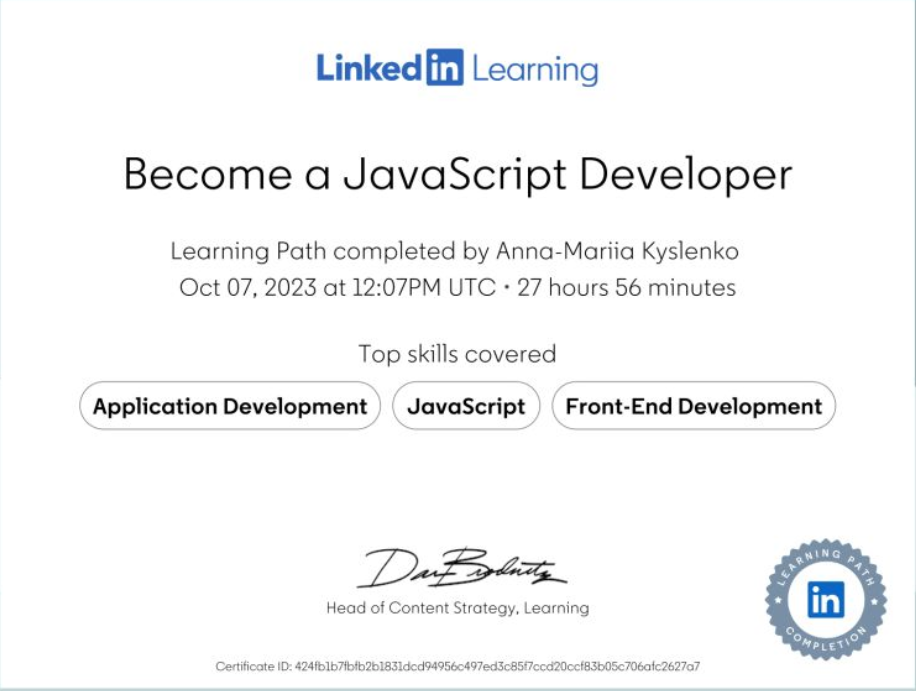 Linked in Learning
Become a JavaScript Developer
Learning Path completed by Anna-Mariia Kyslenko
Oct 07, 2023 at 12:07PM UTC • 27 hours 56 minutes
Top skills covered
Application Development JavaScript Front-End Development
Head of Content Strategy, Learning
LEARNING PATH
in
COMPLETION
Certificate ID: 424fb1b7fbfb2b1831dcd94956c497ed3c85f7ccd20ccf83b05c706afc2627a7